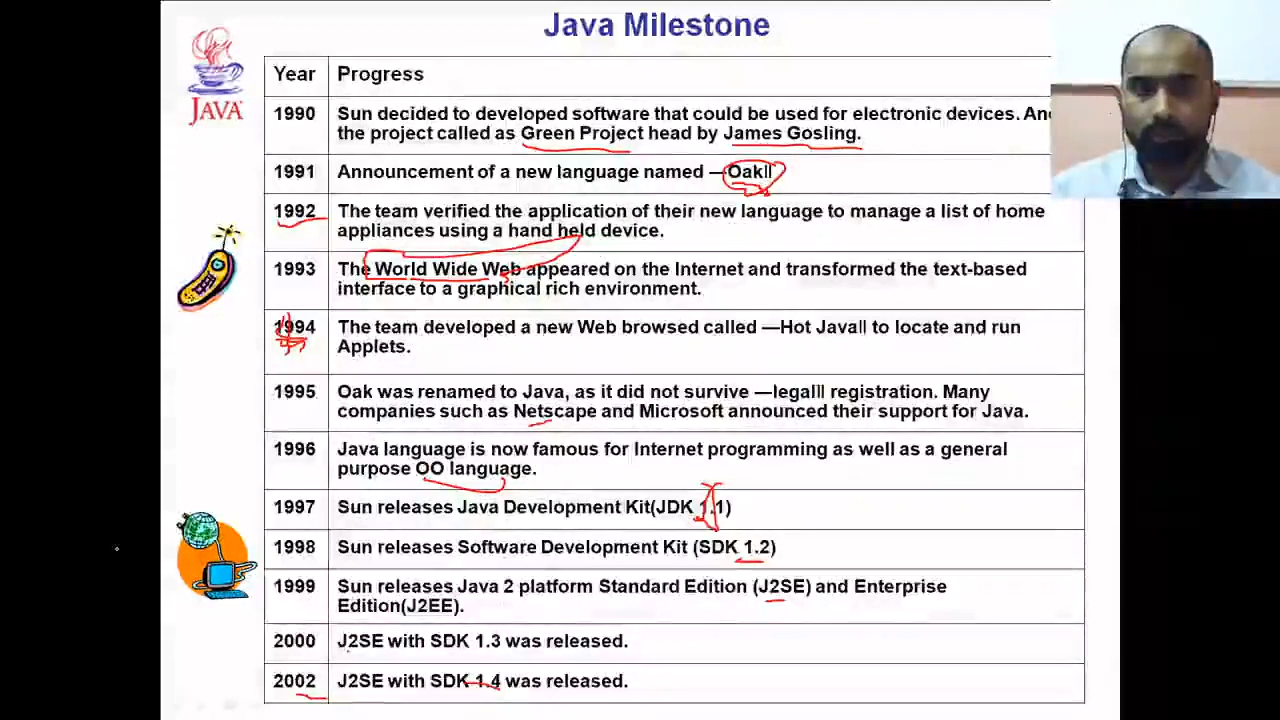 Java Milestone
JAVA
Year Progress
1990 Sun decided to developed software that could be used for electronic devices.
the project called as Green Project head by James Gosling.
1991 Announcement of a new language named —Oak‖
1992 The team verified the application of their new language to manage a list of home
appliances using a hand held device.
1993 The World Wide Web appeared on the Internet and transformed the text-based
interface to a graphical rich environment.
1994 The team developed a new Web browsed called —Hot Java‖ to locate and run
Applets.
1995 Oak was renamed to Java, as it did not survive —legal‖ registration. Many
companies such as Netscape and Microsoft announced their support for Java.
1996 Java language is now famous for Internet programming as well as a general
purpose OO language.
1997 Sun releases Java Development Kit(JDK 1.1)
1998 Sun releases Software Development Kit (SDK 1.2)
1999 Sun releases Java 2 platform Standard Edition (J2SE) and Enterprise
Edition(J2EE).
2000 J2SE with SDK 1.3 was released.
2002 J2SE with SDK 1.4 was released.